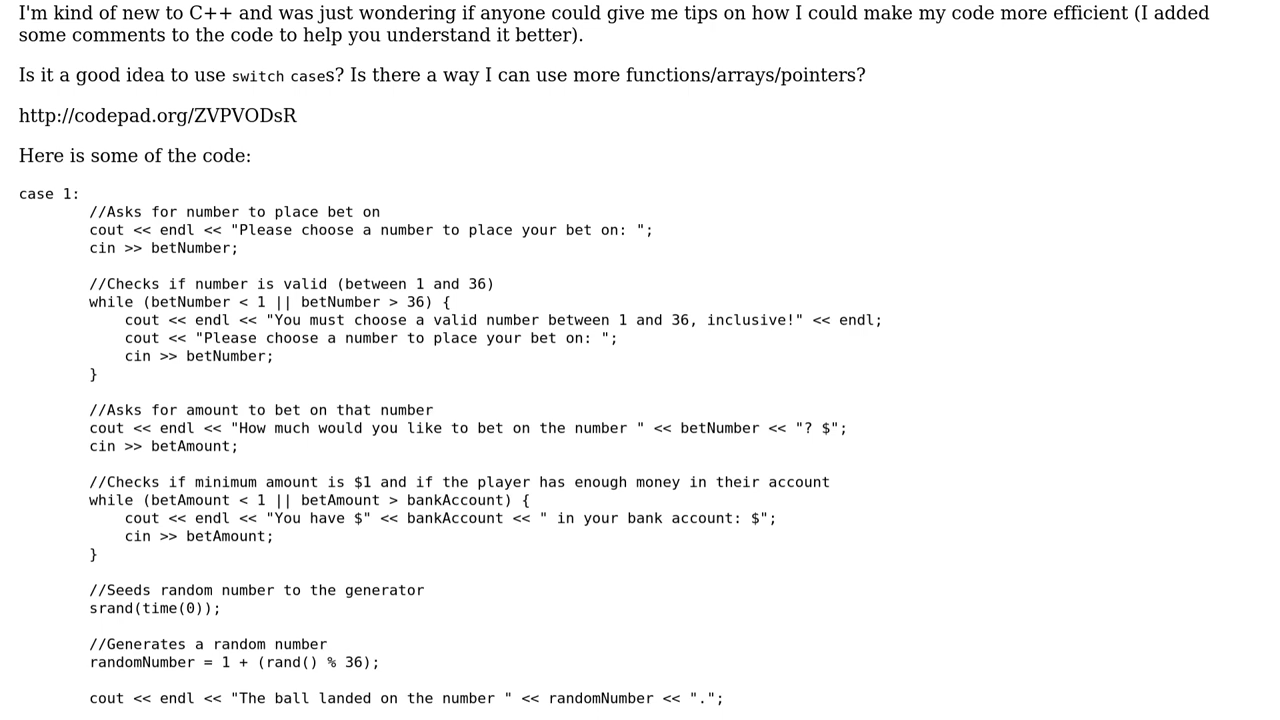 I'm kind of new to C++ and was just wondering if anyone could give me tips on how I could make my code more efficient (I added
some comments to the code to help you understand it better).
Is it a good idea to use switch cases? Is there a way I can use more functions/arrays/pointers?
http://codepad.org/ZVPVODsR
Here is some of the code:
case 1:
        //Asks for number to place bet on
        cout << endl << "Please choose a number to place your bet on: ";
        cin >> betNumber;

        //Checks if number is valid (between 1 and 36)
        while (betNumber < 1 || betNumber > 36) {
            cout << endl << "You must choose a valid number between 1 and 36, inclusive!" << endl;
            cout << "Please choose a number to place your bet on: ";
            cin >> betNumber;
        }

        //Asks for amount to bet on that number
        cout << endl << "How much would you like to bet on the number " << betNumber << "? $";
        cin >> betAmount;

        //Checks if minimum amount is $1 and if the player has enough money in their account
        while (betAmount < 1 || betAmount > bankAccount) {
            cout << endl << "You have $" << bankAccount << " in your bank account: $";
            cin >> betAmount;
        }

        //Seeds random number to the generator
        srand(time(0));

        //Generates a random number
        randomNumber = 1 + (rand() % 36);

        cout << endl << "The ball landed on the number " << randomNumber << ".";